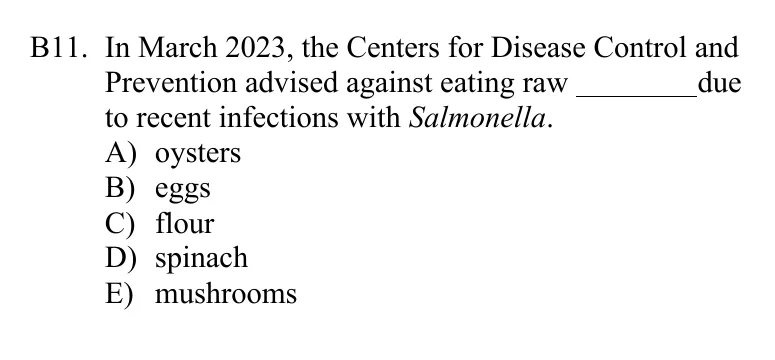 B11. In March 2023, the Centers for Disease Control and
Prevention advised against eating raw ________due
to recent infections with Salmonella.
A) oysters
B) eggs
C) flour
D) spinach
E) mushrooms